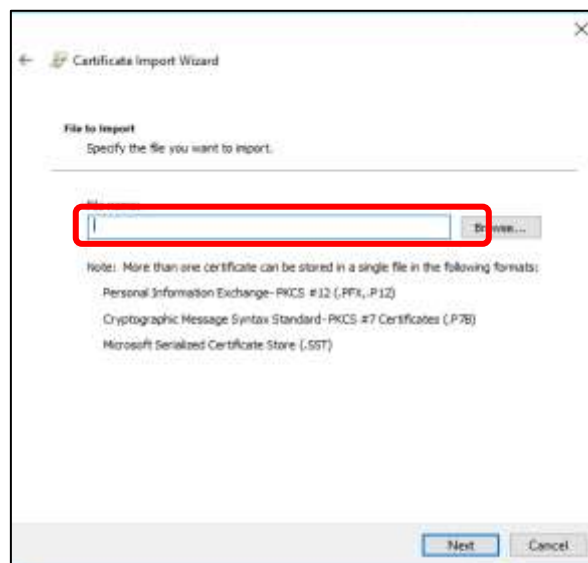 Certificate Import Wizard
File to Import
Specify the file you want to import.
Browse...
Note: More than one certificate can be stored in a single file in the following formats:
Personal Information Exchange- PKCS #12 (.PFX,.P12)
Cryptographic Message Syntax Standard- PKCS #7 Certificates (.P7B)
Microsoft Serialized Certificate Store (.SST)
Next
Cancel